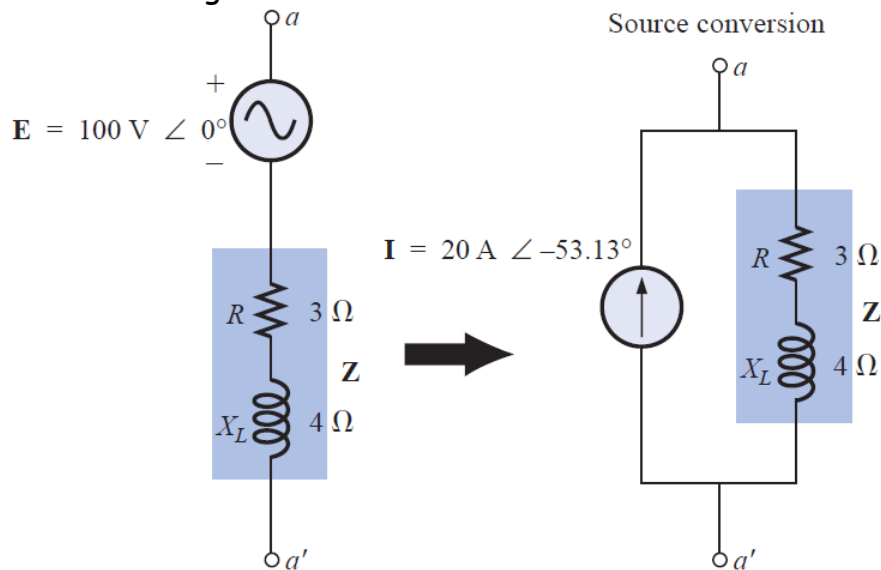 a
Source conversion
a
+
E = 100 V ∠ 0°
–
I = 20 A ∠ –53.13°
R
3 Ω
Z
X_L
4 Ω
a'
R
3 Ω
Z
X_L
4 Ω
a'